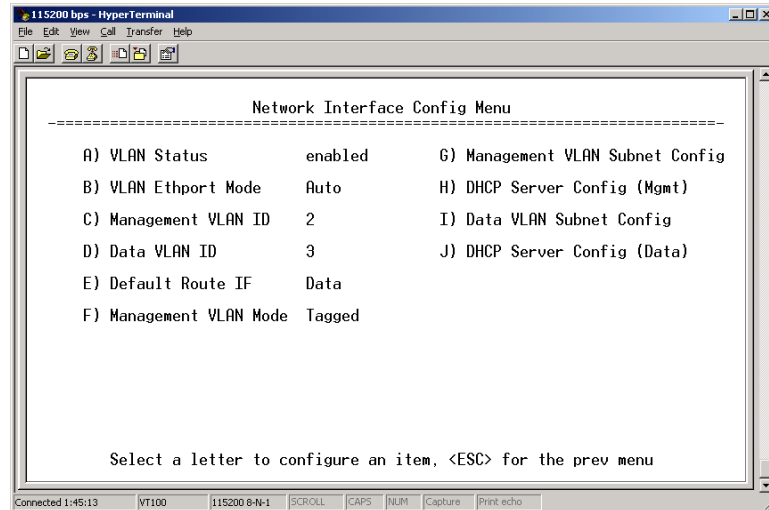 115200 bps - HyperTerminal
File Edit View Call Transfer Help
Network Interface Config Menu
-==========================================================================-
A) VLAN Status enabled G) Management VLAN Subnet Config
B) VLAN Ethport Mode Auto H) DHCP Server Config (Mgmt)
C) Management VLAN ID 2 I) Data VLAN Subnet Config
D) Data VLAN ID 3 J) DHCP Server Config (Data)
E) Default Route IF Data
F) Management VLAN Mode Tagged
Select a letter to configure an item, <ESC> for the prev menu
Connected 1:45:13 VT100 115200 8-N-1 SCROLL CAPS NUM Capture Print echo